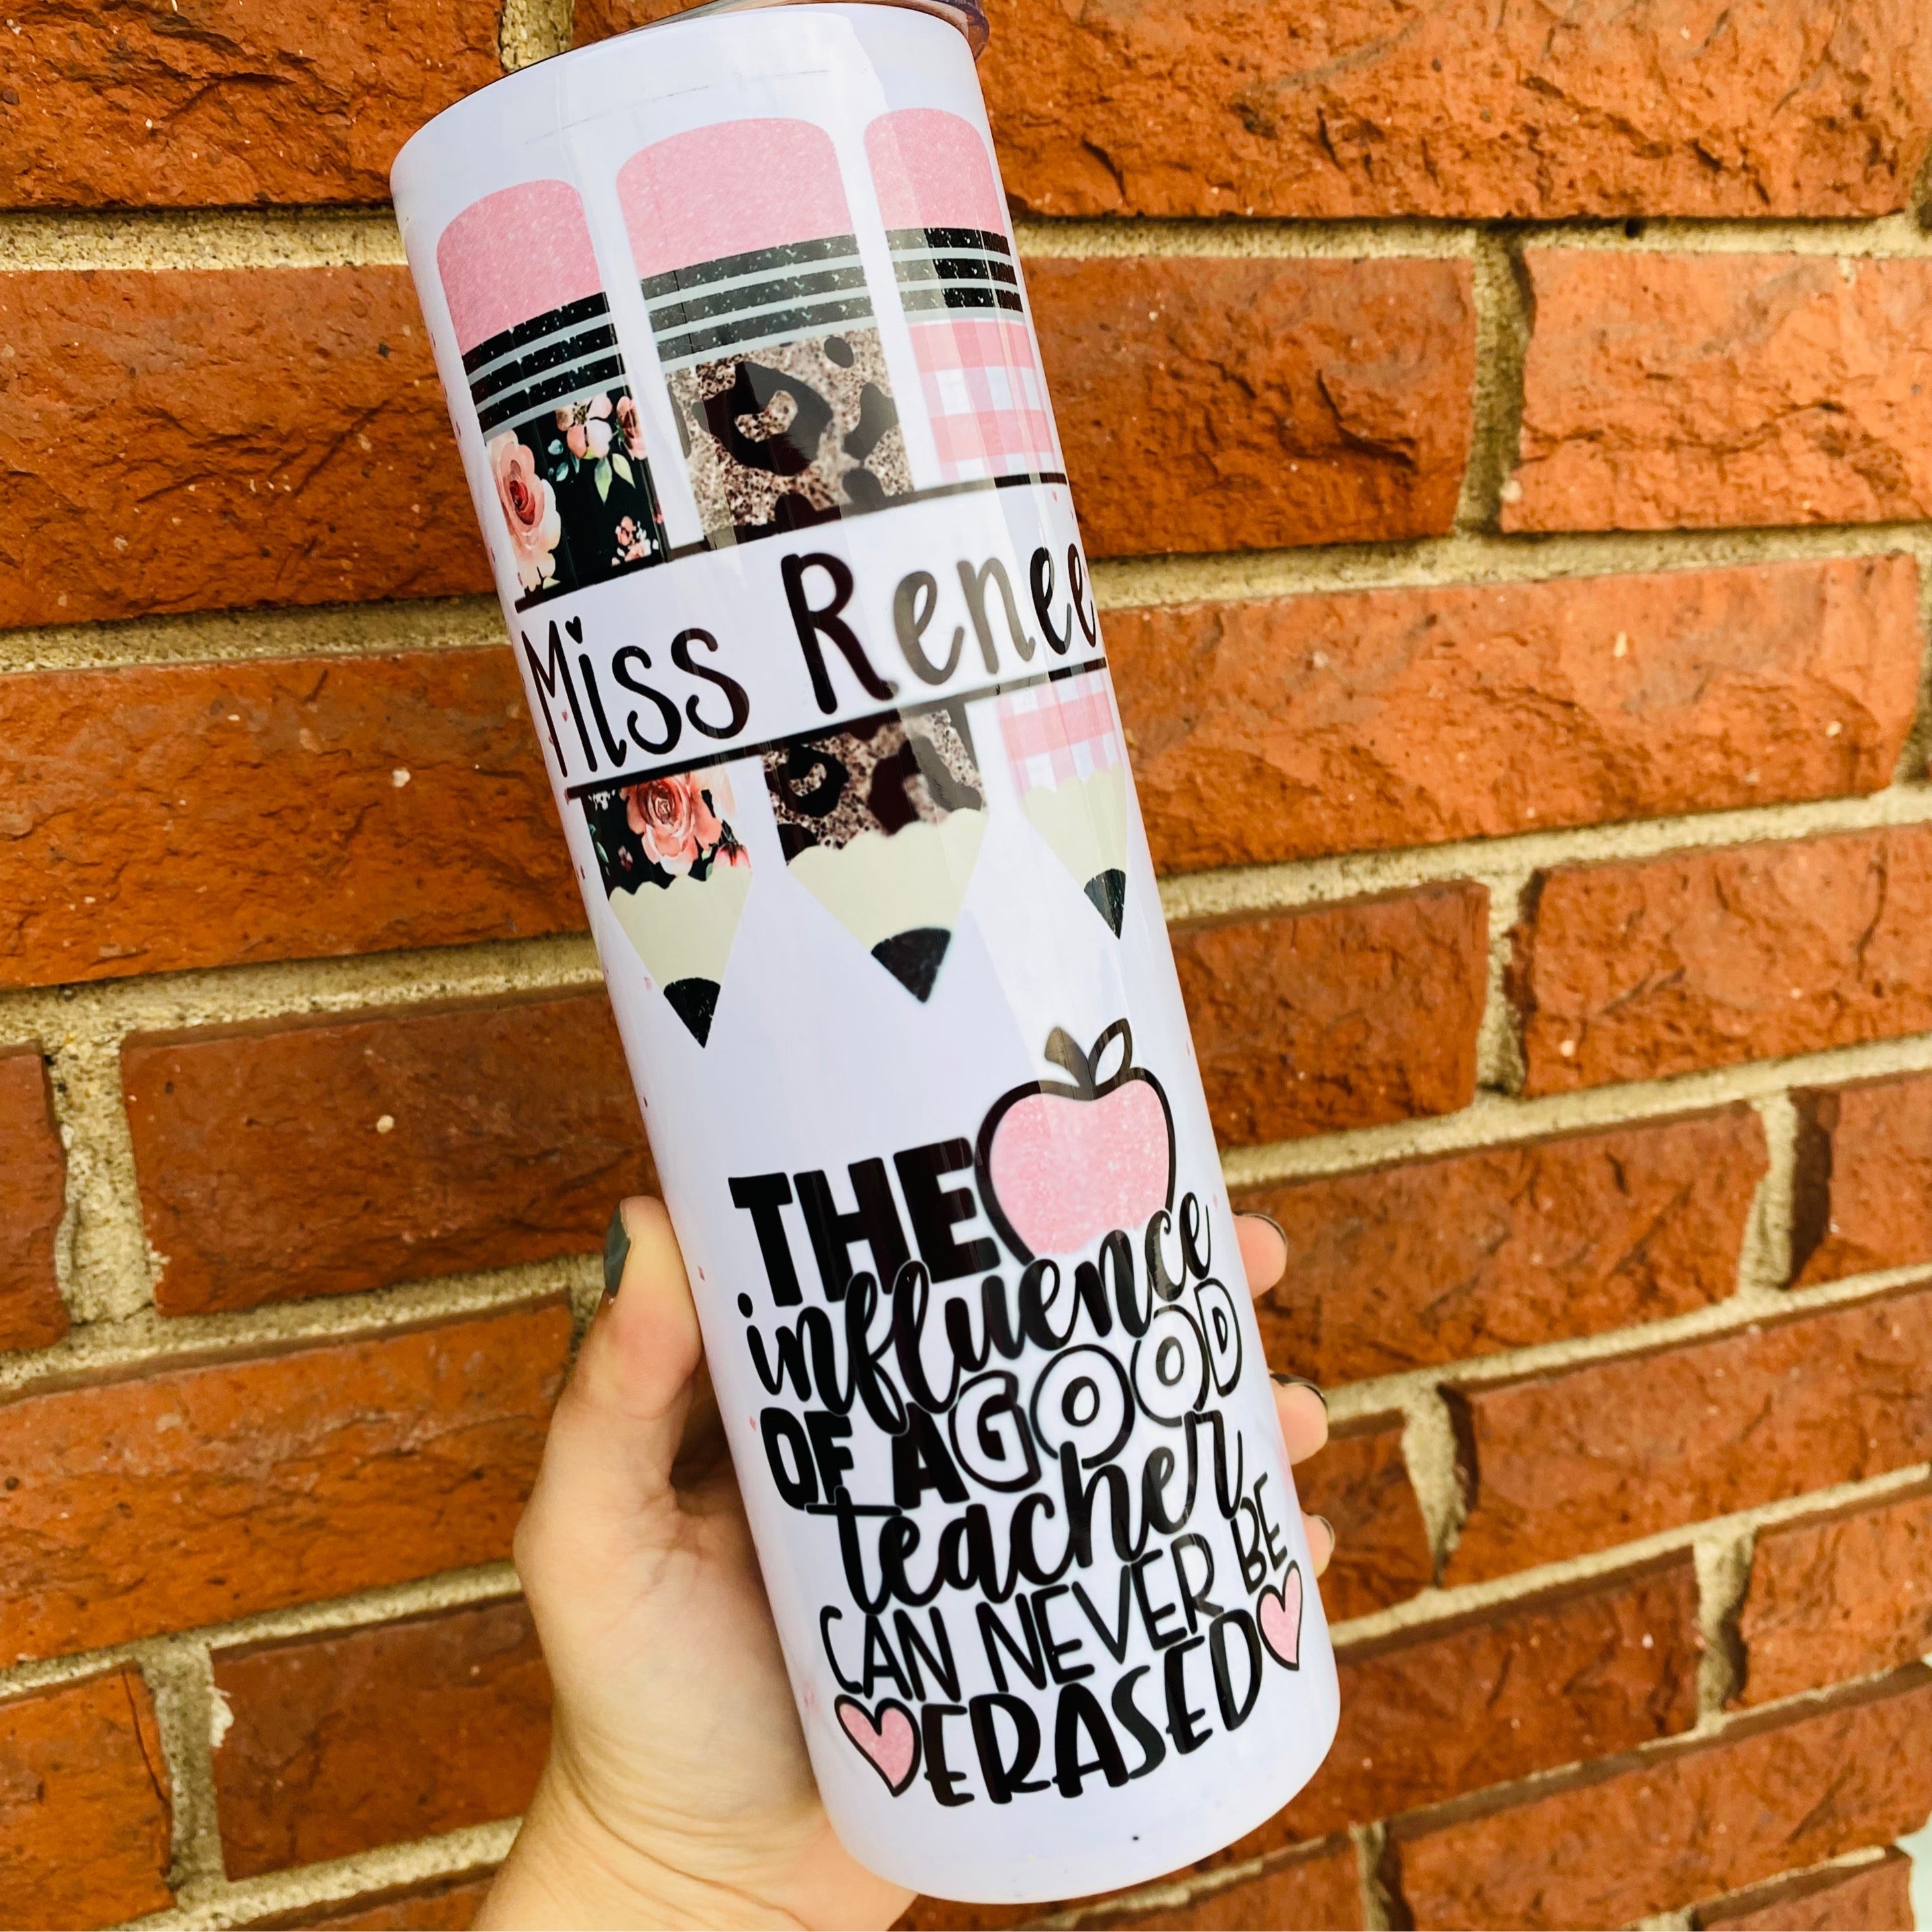 Miss Renee
THE
influence
OF A GOOD
teacher
CAN NEVER BE
ERASED